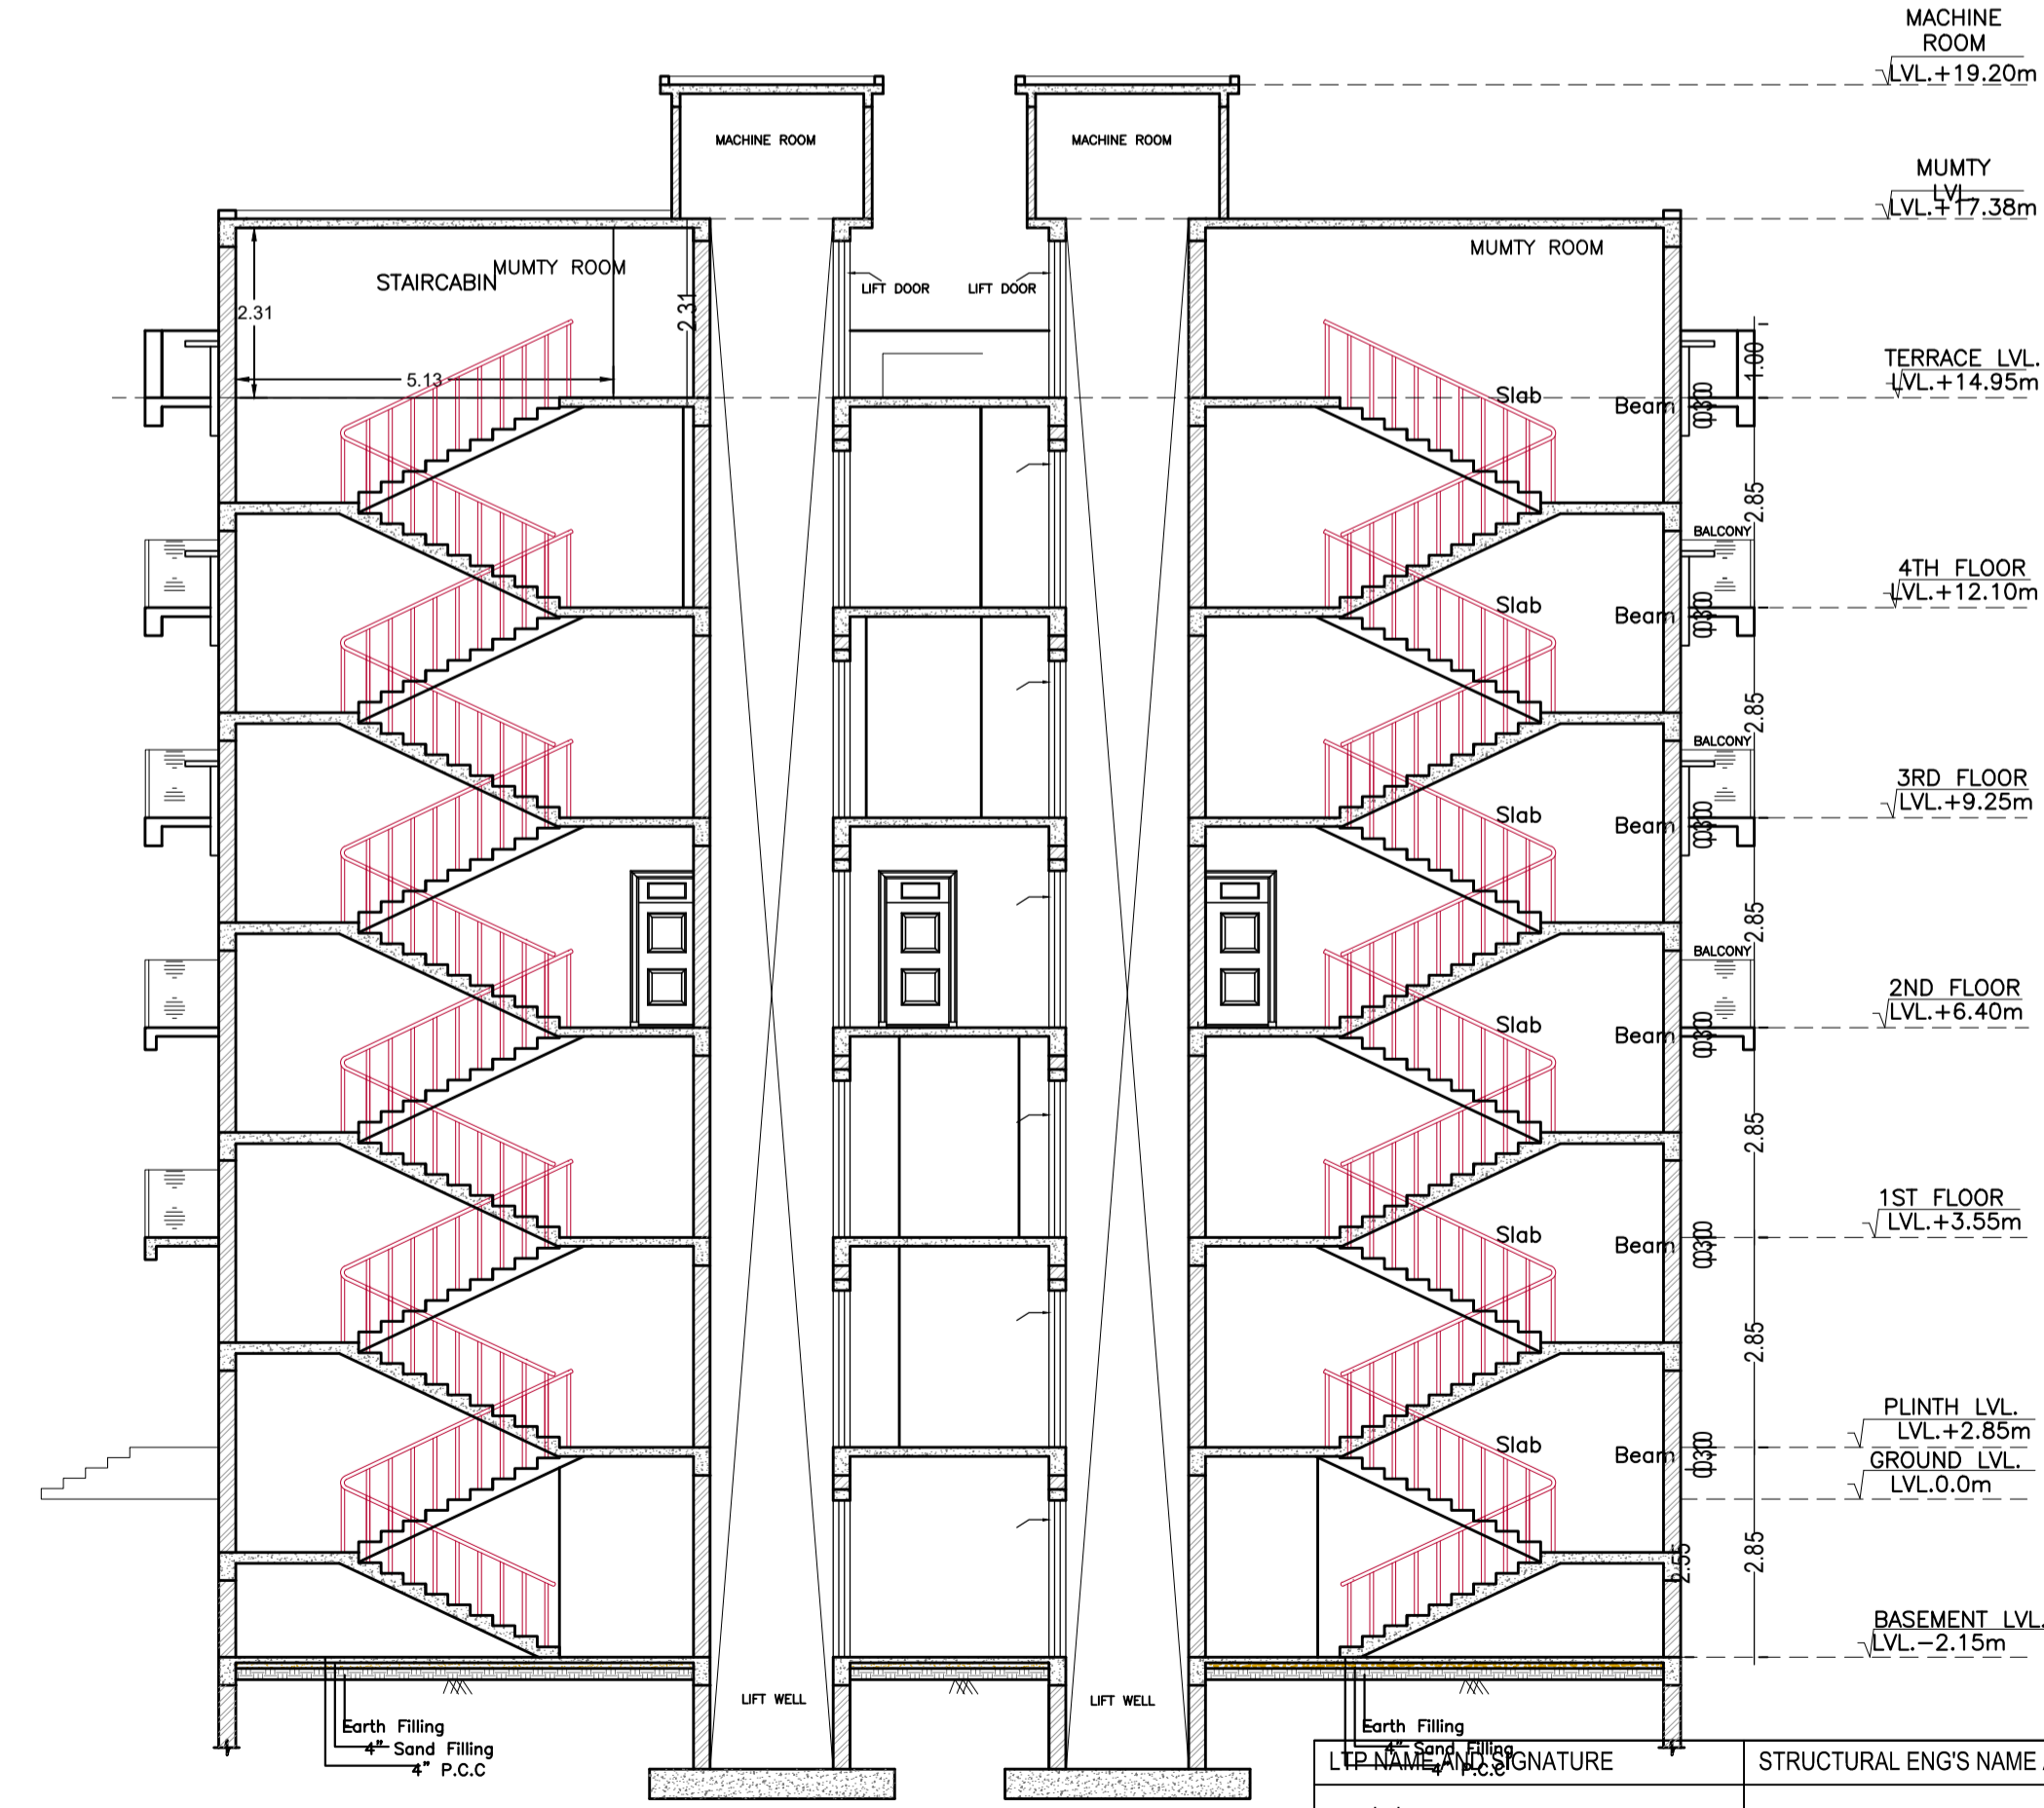 MACHINE
ROOM
LVL.+19.20m
MACHINE ROOM
MACHINE ROOM
MUMTY
LVL.
LVL.+17.38m
MUMTY ROOM
STAIRCABIN
MUMTY ROOM
LIFT DOOR
LIFT DOOR
2.31
2.31
5.13
1.00
TERRACE LVL.
LVL.+14.95m
Slab
Beam
2.85
BALCONY
4TH FLOOR
LVL.+12.10m
Slab
Beam
2.85
BALCONY
3RD FLOOR
LVL.+9.25m
Slab
Beam
2.85
BALCONY
2ND FLOOR
LVL.+6.40m
Slab
Beam
2.85
1ST FLOOR
LVL.+3.55m
Slab
Beam
2.85
PLINTH LVL.
LVL.+2.85m
Slab
Beam
GROUND LVL.
LVL.0.0m
2.55
2.85
BASEMENT LVL.
LVL.-2.15m
LIFT WELL
LIFT WELL
Earth Filling
4" Sand Filling
4" P.C.C
Earth Filling
4" Sand Filling
4" P.C.C
LTP NAME AND SIGNATURE
STRUCTURAL ENG'S NAME